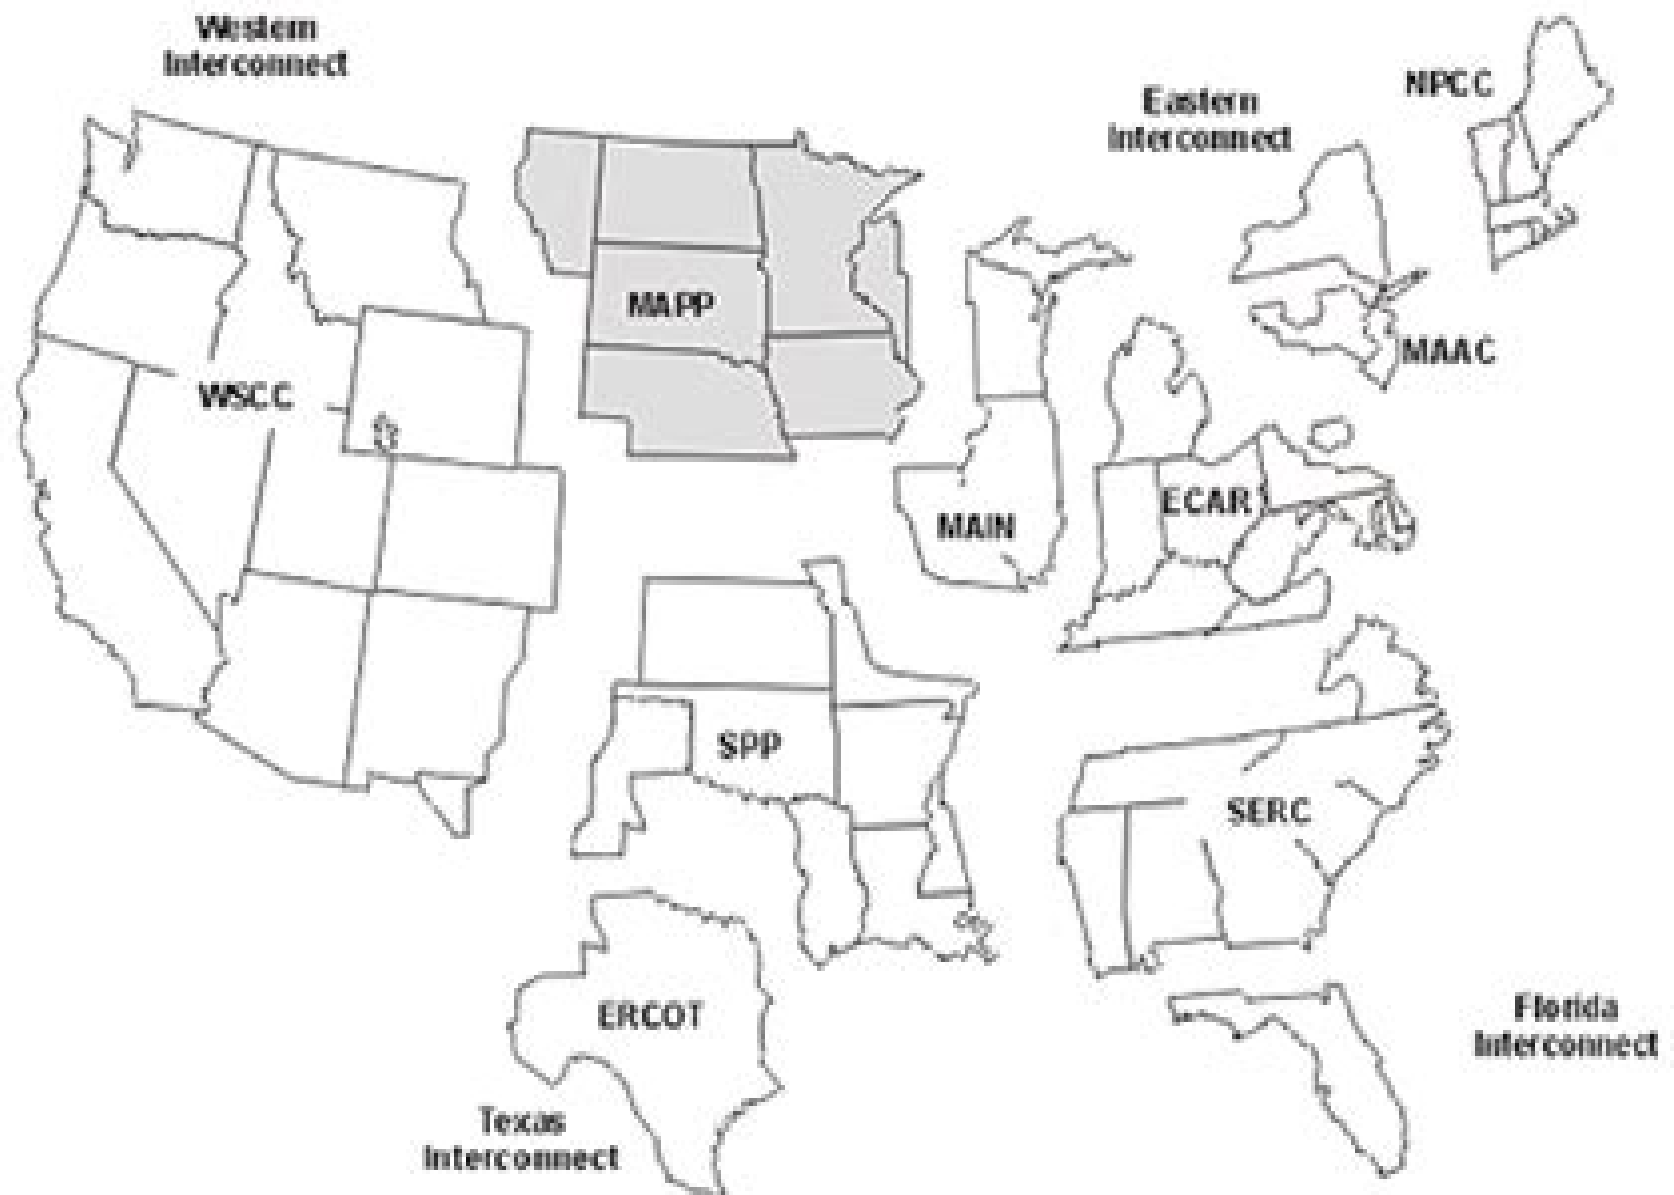 Western
Interconnect
NPCC
Eastern
Interconnect
MAPP
MAAC
WSCC
ECAR
MAIN
SPP
SERC
ERCOT
Florida
Interconnect
Texas
Interconnect